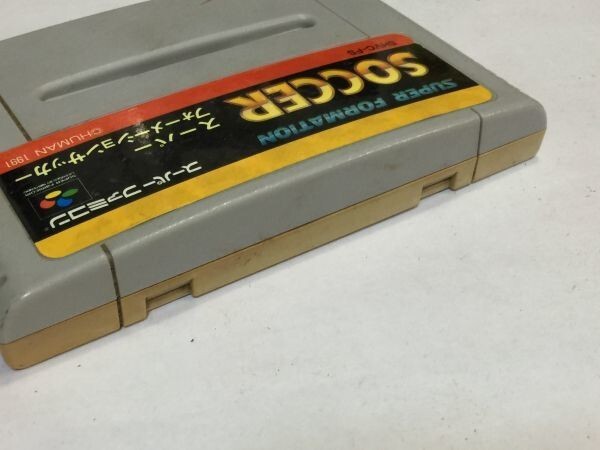 SHVC-FS
SUPER FORMATION
SOCCER
スーパー
フォーメーションサッカー
©HUMAN 1991
スーパーファミコン